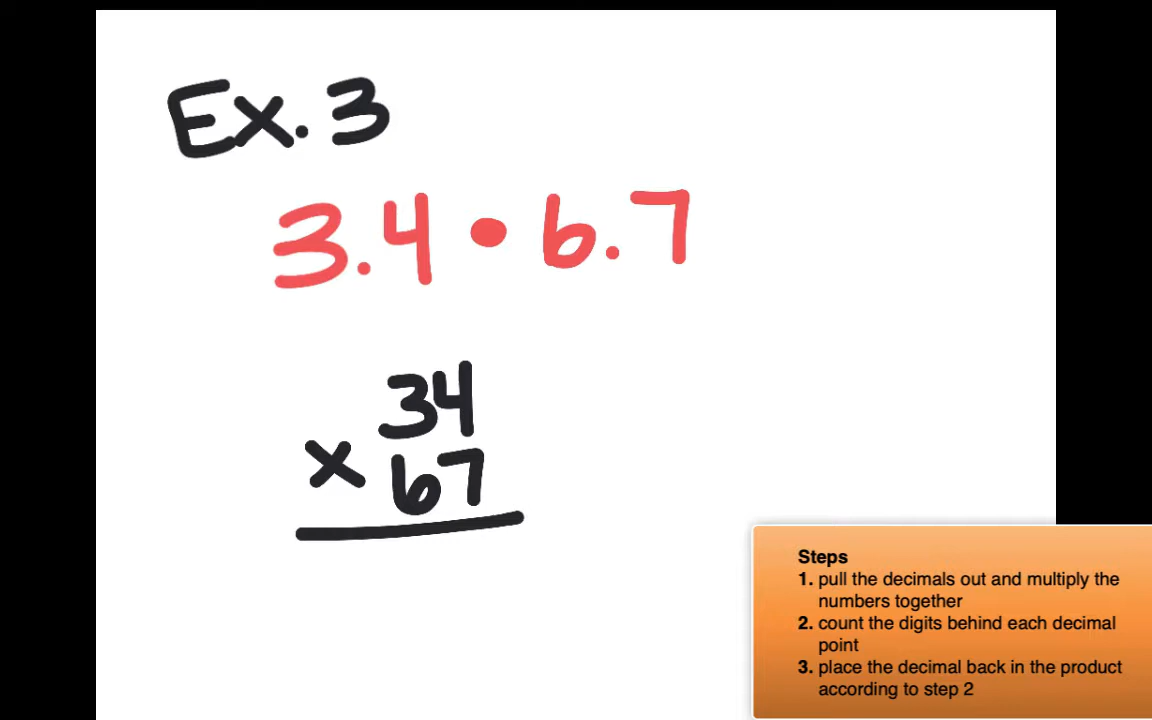 Ex. 3
3.4 • 6.7
34
x 67
Steps
1. pull the decimals out and multiply the
numbers together
2. count the digits behind each decimal
point
3. place the decimal back in the product
according to step 2